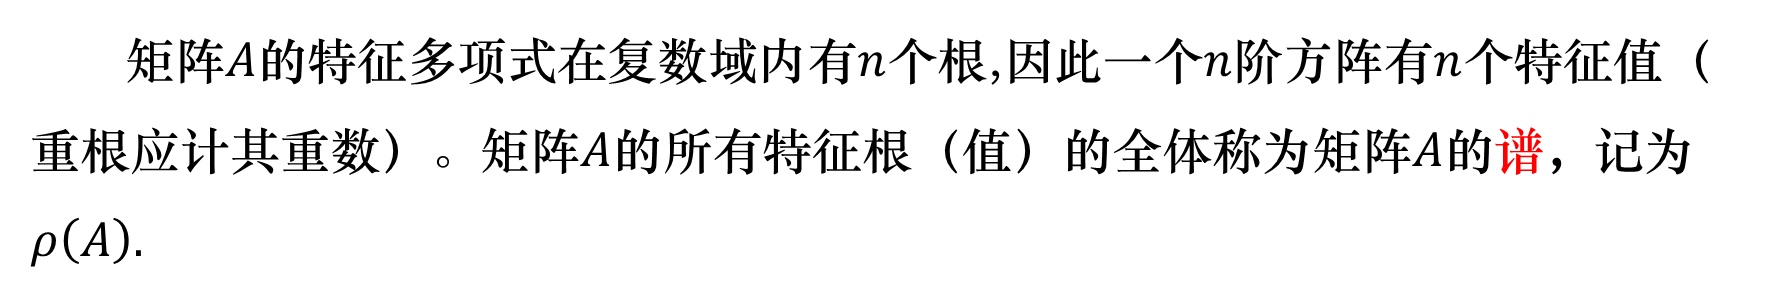 矩阵A的特征多项式在复数域内有n个根,因此一个n阶方阵有n个特征值（
重根应计其重数）。矩阵A的所有特征根（值）的全体称为矩阵A的谱，记为
ρ(A).